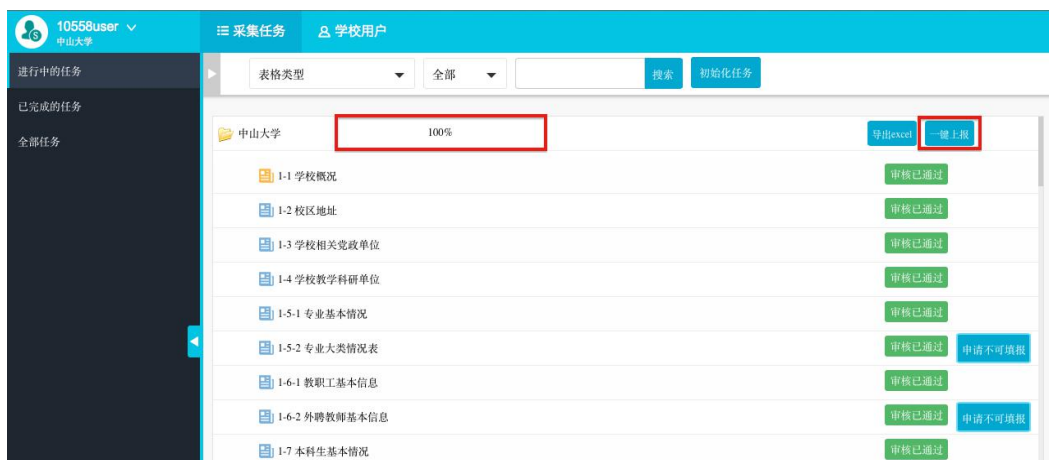 10558user
中山大学
采集任务
学校用户
进行中的任务
已完成的任务
全部任务
表格类型
全部
搜索
初始化任务
中山大学
100%
导出excel
一键上报
1-1 学校概况
审核已通过
1-2 校区地址
审核已通过
1-3 学校相关党政单位
审核已通过
1-4 学校教学科研单位
审核已通过
1-5-1 专业基本情况
审核已通过
1-5-2 专业大类情况表
审核已通过
申请不可填报
1-6-1 教职工基本信息
审核已通过
1-6-2 外聘教师基本信息
审核已通过
申请不可填报
1-7 本科生基本情况
审核已通过